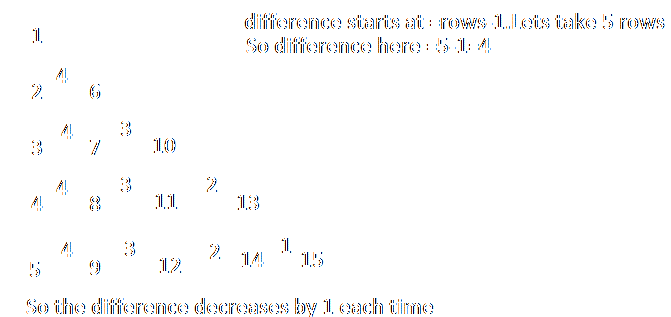 difference starts at =rows-1..Lets take 5 rows
So difference here =5-1=4
1
4
2 6
4 3
3 7 10
4 3 2
4 8 11 13
4 3 2 1
5 9 12 14 15
So the difference decreases by 1 each time